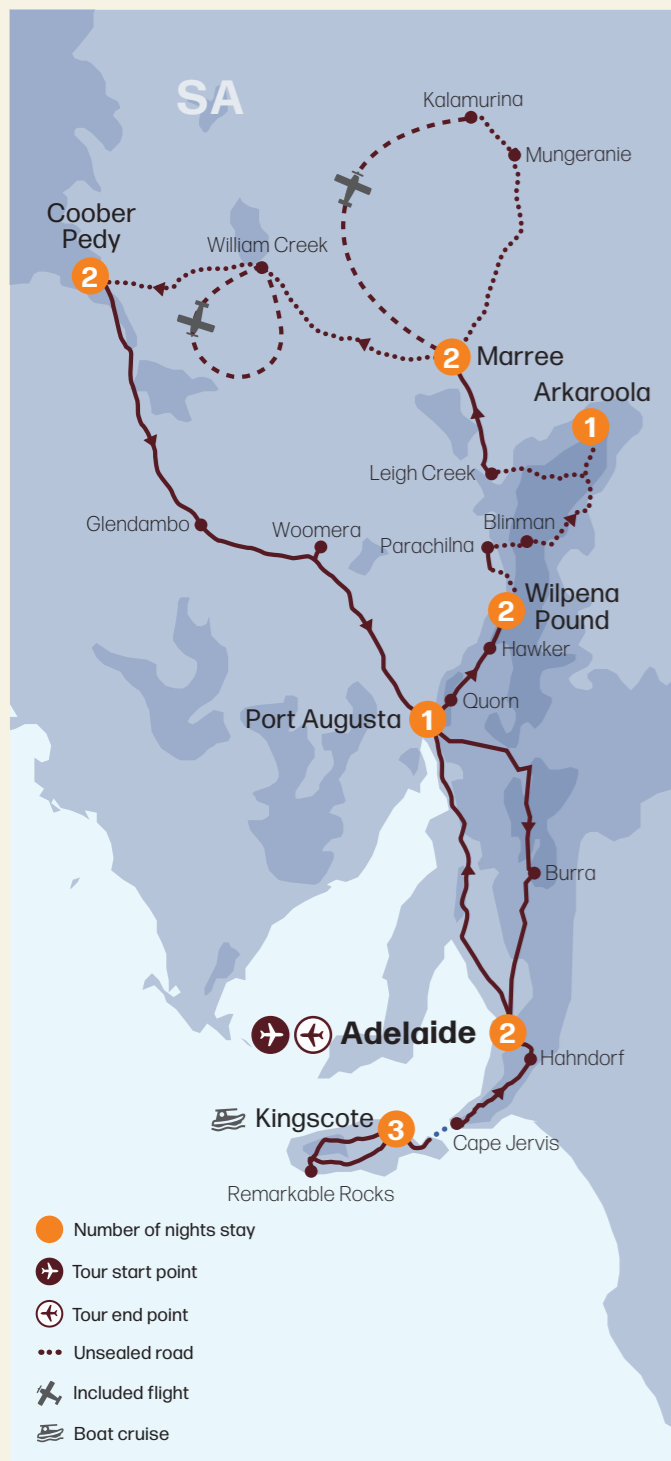 SA
Kalamurina
Mungeranie
Coober
Pedy
William Creek
2
2
Marree
Arkaroola
1
Leigh Creek
Glendambo
Woomera
Blinman
Parachilna
2
Wilpena
Pound
Hawker
Quorn
Port Augusta
1
Burra
Adelaide
2
Hahndorf
Kingscote
3
Cape Jervis
Remarkable Rocks
Number of nights stay
Tour start point
Tour end point
Unsealed road
Included flight
Boat cruise